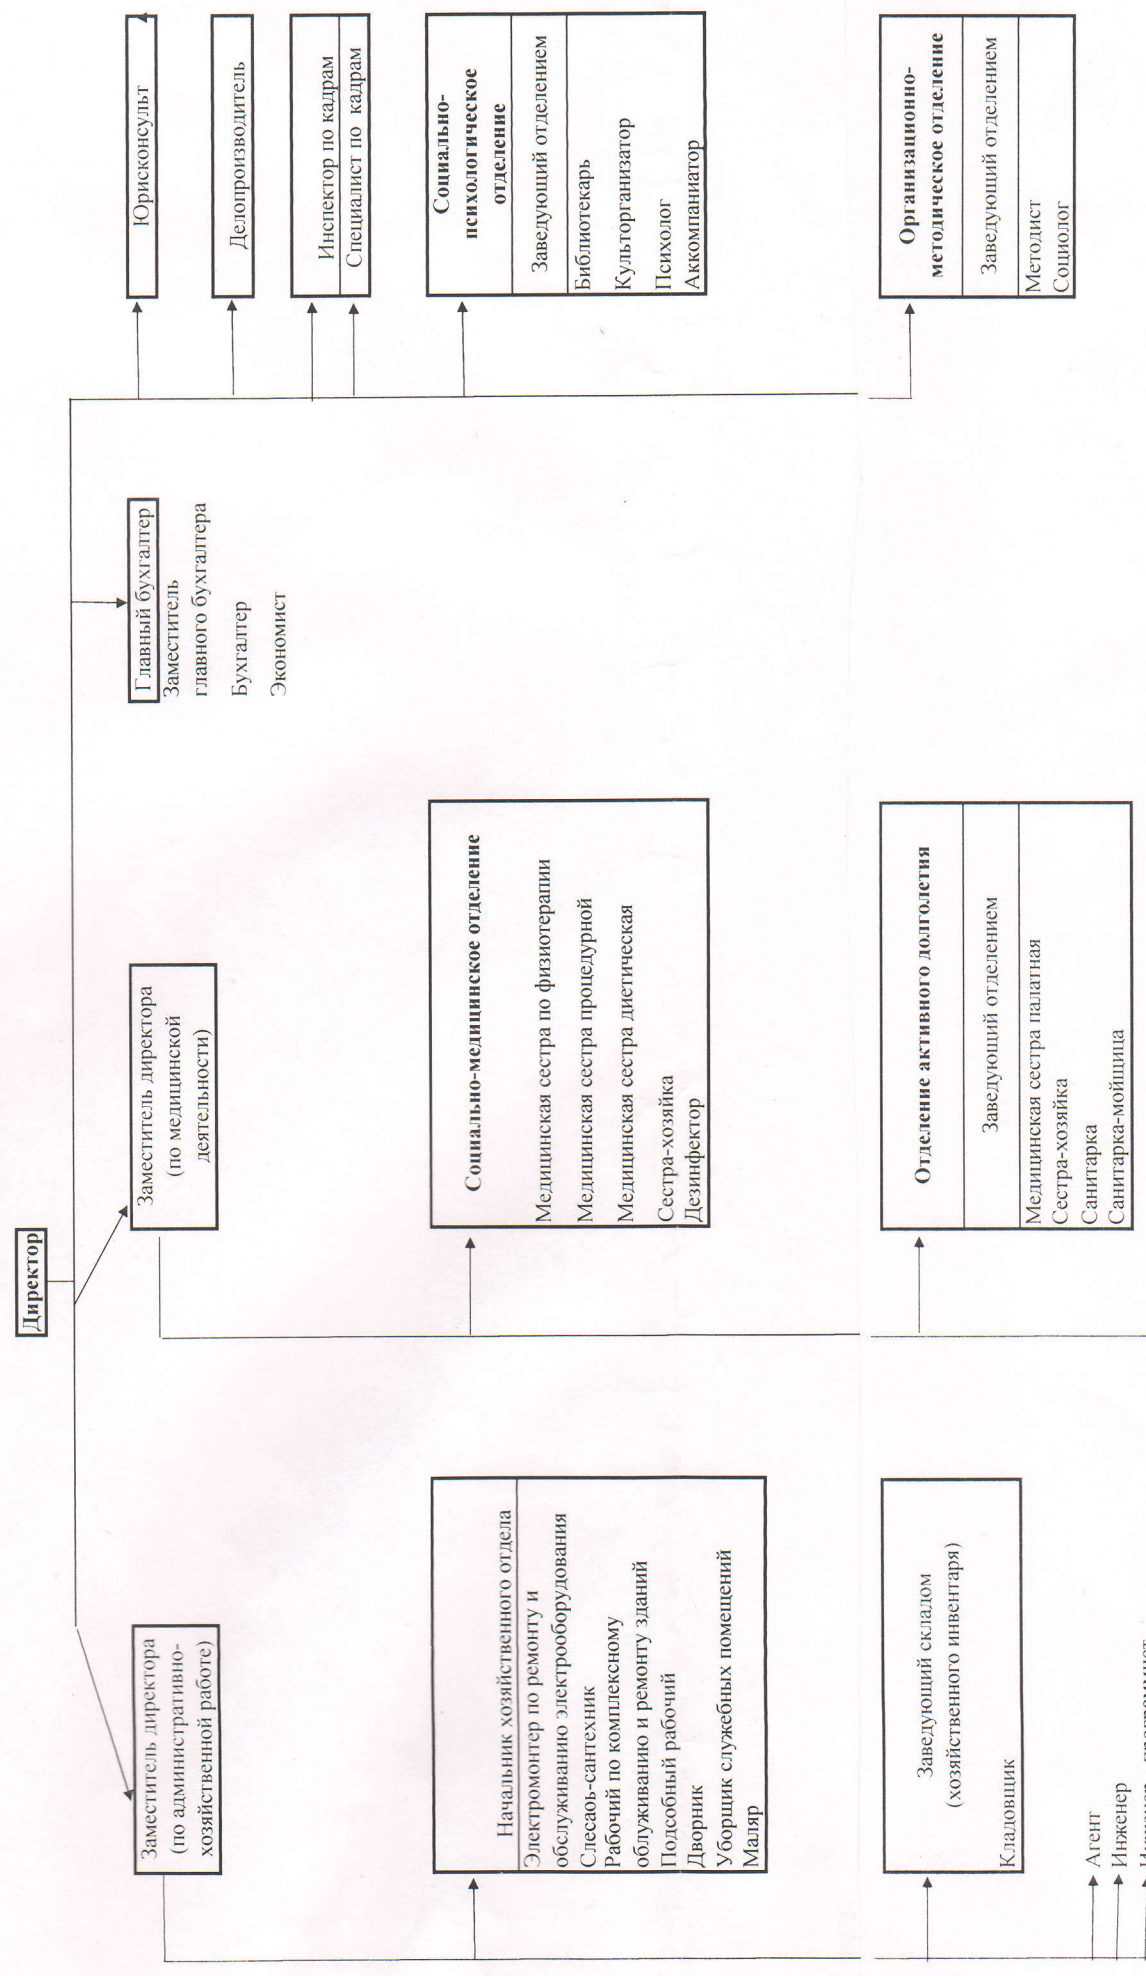 Директор
Заместитель директора
(по административно-
хозяйственной работе)
Заместитель директора
(по медицинской
деятельности)
Главный бухгалтер
Заместитель
главного бухгалтера
Бухгалтер
Экономист
Юрисконсульт
Делопроизводитель
Инспектор по кадрам
Специалист по кадрам
Начальник хозяйственного отдела
Электромонтер по ремонту и
обслуживанию электрооборудования
Слесаоь-сантехник
Рабочий по комплексному
облуживанию и ремонту зданий
Подсобный рабочий
Дворник
Уборщик служебных помещений
Маляр
Социально-медицинское отделение
Медицинская сестра по физиотерапии
Медицинская сестра процедурной
Медицинская сестра диетическая
Сестра-хозяйка
Дезинфектор
Социально-
психологическое
отделение
Заведующий отделением
Библиотекарь
Культорганизатор
Психолог
Аккомпаниатор
Заведующий складом
(хозяйственного инвентаря)
Кладовщик
Отделение активного долголетия
Заведующий отделением
Медицинская сестра палатная
Сестра-хозяйка
Санитарка
Санитарка-мойщица
Организационно-
методическое отделение
Заведующий отделением
Методист
Социолог
Агент
Инженер